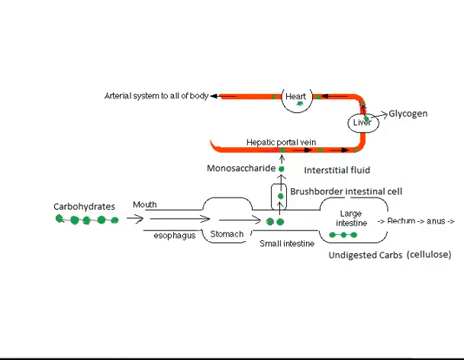 Arterial system to all of body
Heart
Glycogen
Liver
Hepatic portal vein
Monosaccharide
Interstitial fluid
Brushborder intestinal cell
Carbohydrates
Mouth
Large
intestine
-> Rectum -> anus ->
esophagus
Stomach
Small intestine
Undigested Carbs (cellulose)